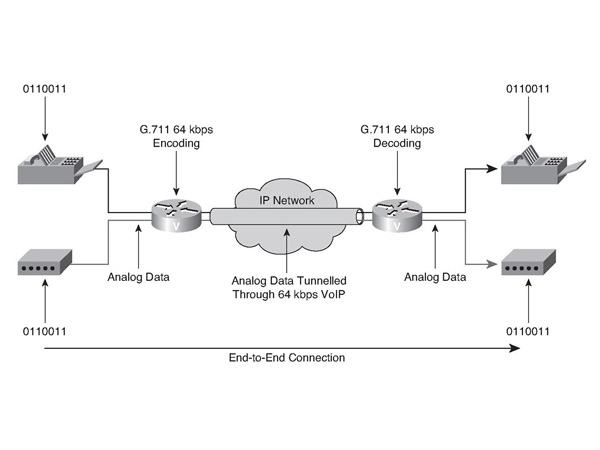 0110011
0110011
G.711 64 kbps
Encoding
G.711 64 kbps
Decoding
IP Network
V
V
Analog Data
Analog Data Tunnelled
Through 64 kbps VoIP
Analog Data
0110011
0110011
End-to-End Connection